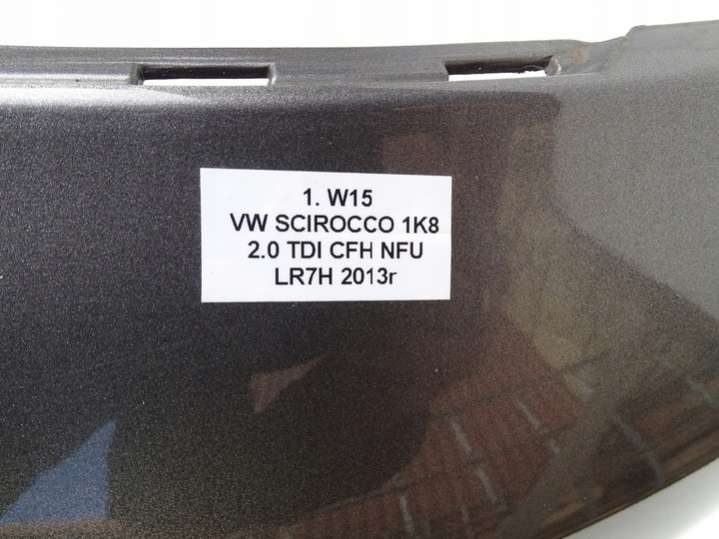 1. W15
VW SCIROCCO 1K8
2.0 TDI CFH NFU
LR7H 2013r